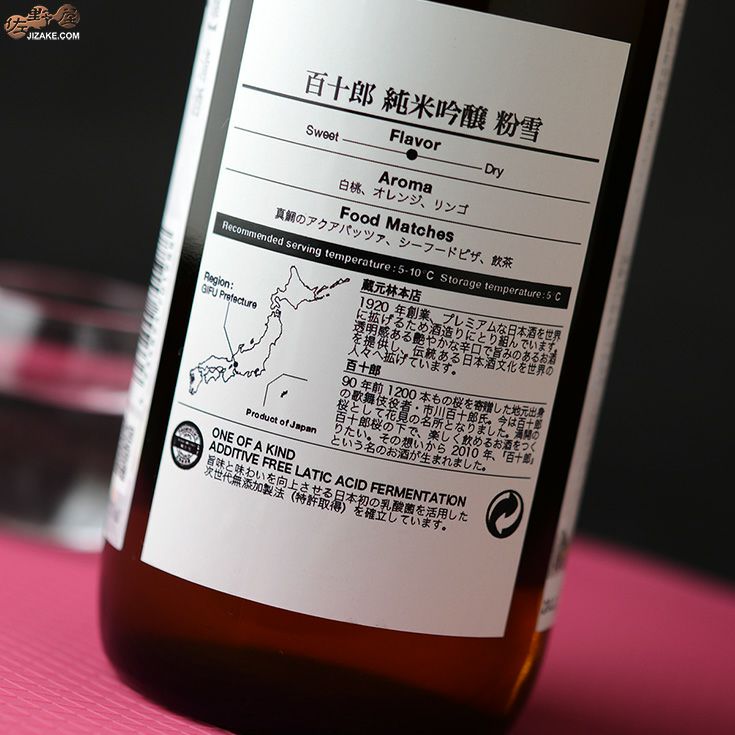 佐野屋
JIZAKE.COM
百十郎 純米吟醸 粉雪
Flavor
Sweet Dry
Aroma
白桃、オレンジ、リンゴ
Food Matches
真鯛のアクアパッツァ、シーフードピザ、飲茶
Recommended serving temperature : 5-10℃ Storage temperature : 5℃
Region :
GIFU Prefecture
Product of Japan
蔵元林本店
1920 年創業、プレミアムな日本酒を世界
に拡げるため酒造りにとり組んでいます。
透明感ある艶やかな辛口で旨みのあるお酒
を提供し、伝統ある日本酒文化を世界の
人々へ拡げています。
百十郎
90 年前 1200 本もの桜を寄贈した地元出身
の歌舞伎役者・市川百十郎氏。今は百十郎
桜として花見の名所となりました。満開の
百十郎桜の下で、楽しく飲めるお酒をつく
りたい。その想いから 2010 年、「百十郎」
という名のお酒が生まれました。
ONE OF A KIND
ADDITIVE FREE LATIC ACID FERMENTATION
旨味と味わいを向上させる日本初の乳酸菌を活用した
次世代無添加製法（特許取得）を確立しています。